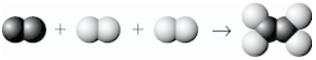 + + →